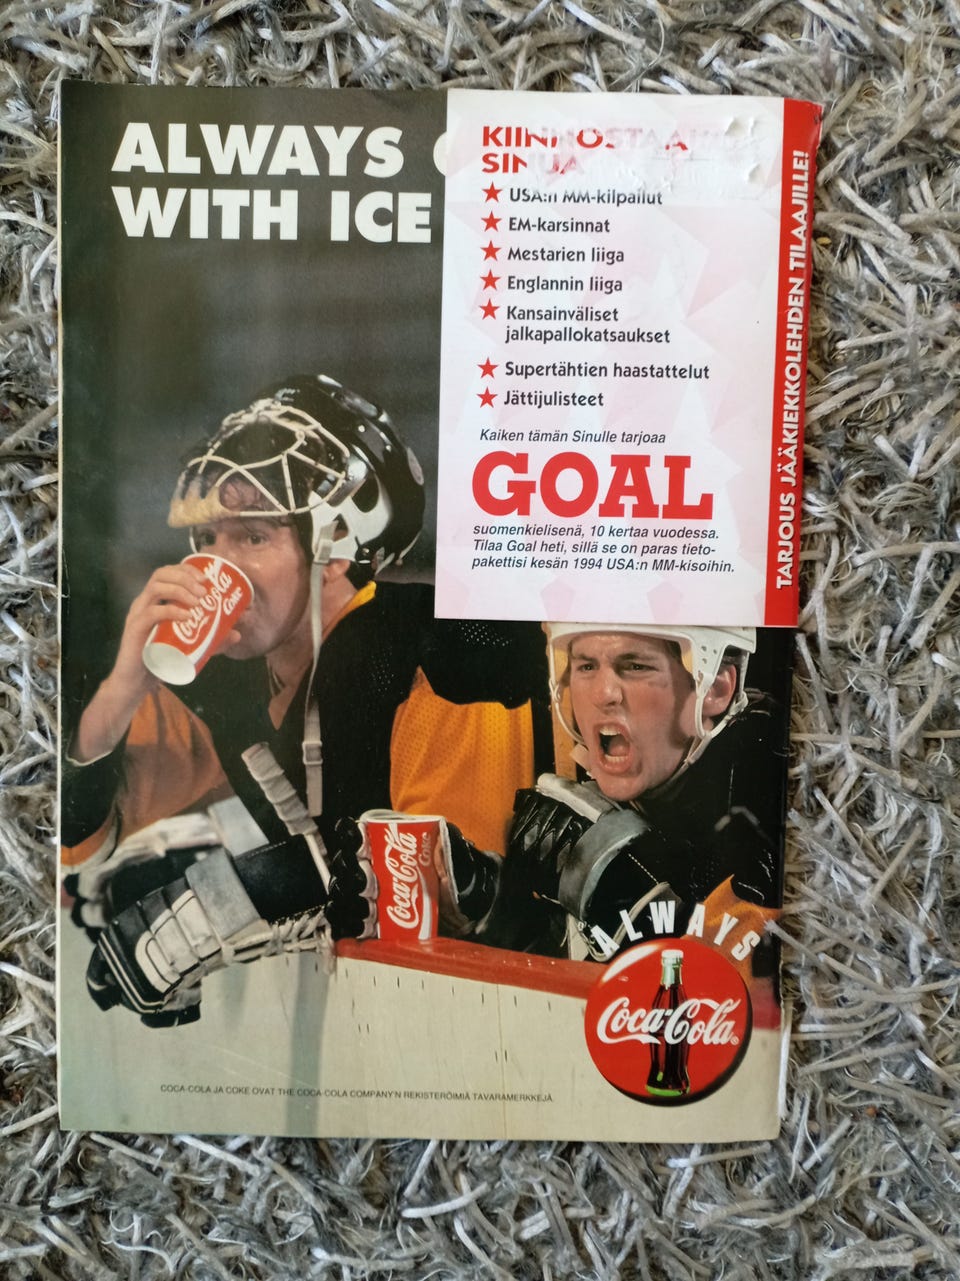 ALWAYS
WITH ICE
KIINNOSTAAKO
SINUA
★ USA:n MM-kilpailut
★ EM-karsinnat
★ Mestarien liiga
★ Englannin liiga
★ Kansainväliset
jalkapallokatsaukset
★ Supertähtien haastattelut
★ Jättijulisteet
Kaiken tämän Sinulle tarjoaa
GOAL
suomenkielisenä, 10 kertaa vuodessa.
Tilaa Goal heti, sillä se on paras tieto-
pakettisi kesän 1994 USA:n MM-kisoihin.
TARJOUS JÄÄKIEKKOLEHDEN TILAAJILLE!
Coca-Cola
Coke
Coca-Cola
Coke
ALWAYS
Coca-Cola®
COCA-COLA JA COKE OVAT THE COCA-COLA COMPANY'N REKISTERÖIMIÄ TAVARAMERKKEJÄ.